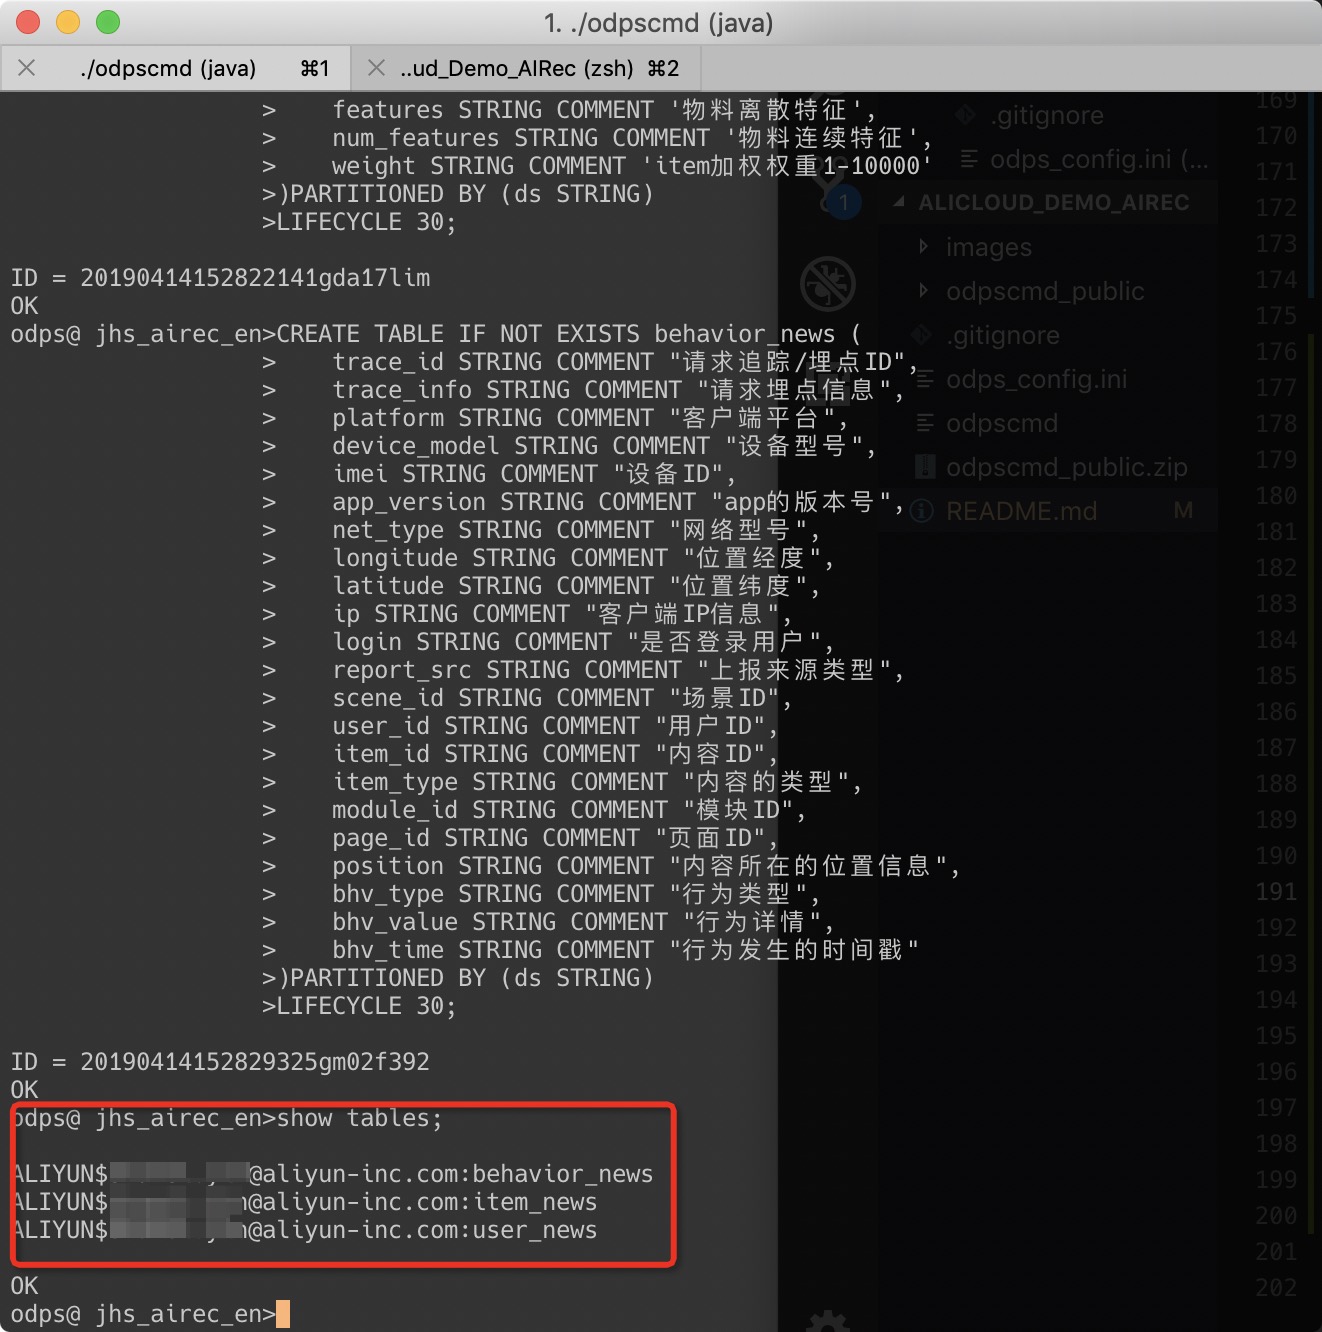 1. ./odpscmd (java)
./odpscmd (java) ⌘1
..ud_Demo_AIRec (zsh) ⌘2
> features STRING COMMENT '物料离散特征',
> num_features STRING COMMENT '物料连续特征',
> weight STRING COMMENT 'item加权权重1-10000'
>)PARTITIONED BY (ds STRING)
>LIFECYCLE 30;
ID = 20190414152822141gda17lim
OK
odps@ jhs_airec_en>CREATE TABLE IF NOT EXISTS behavior_news (
> trace_id STRING COMMENT "请求追踪/埋点ID",
> trace_info STRING COMMENT "请求埋点信息",
> platform STRING COMMENT "客户端平台",
> device_model STRING COMMENT "设备型号",
> imei STRING COMMENT "设备ID",
> app_version STRING COMMENT "app的版本号",
> net_type STRING COMMENT "网络型号",
> longitude STRING COMMENT "位置经度",
> latitude STRING COMMENT "位置纬度",
> ip STRING COMMENT "客户端IP信息",
> login STRING COMMENT "是否登录用户",
> report_src STRING COMMENT "上报来源类型",
> scene_id STRING COMMENT "场景ID",
> user_id STRING COMMENT "用户ID",
> item_id STRING COMMENT "内容ID",
> item_type STRING COMMENT "内容的类型",
> module_id STRING COMMENT "模块ID",
> page_id STRING COMMENT "页面ID",
> position STRING COMMENT "内容所在的位置信息",
> bhv_type STRING COMMENT "行为类型",
> bhv_value STRING COMMENT "行为详情",
> bhv_time STRING COMMENT "行为发生的时间戳"
>)PARTITIONED BY (ds STRING)
>LIFECYCLE 30;
ID = 20190414152829325gm02f392
OK
odps@ jhs_airec_en>show tables;
ALIYUN$ @aliyun-inc.com:behavior_news
ALIYUN$ @aliyun-inc.com:item_news
ALIYUN$ @aliyun-inc.com:user_news
OK
odps@ jhs_airec_en>
1
.gitignore
odps_config.ini (...
ALICLOUD_DEMO_AIREC
images
odpscmd_public
.gitignore
odps_config.ini
odpscmd
odpscmd_public.zip
README.md M
169
170
171
172
173
174
175
176
177
178
179
180
181
182
183
184
185
186
187
188
189
190
191
192
193
194
195
196
197
198
199
200
201
202